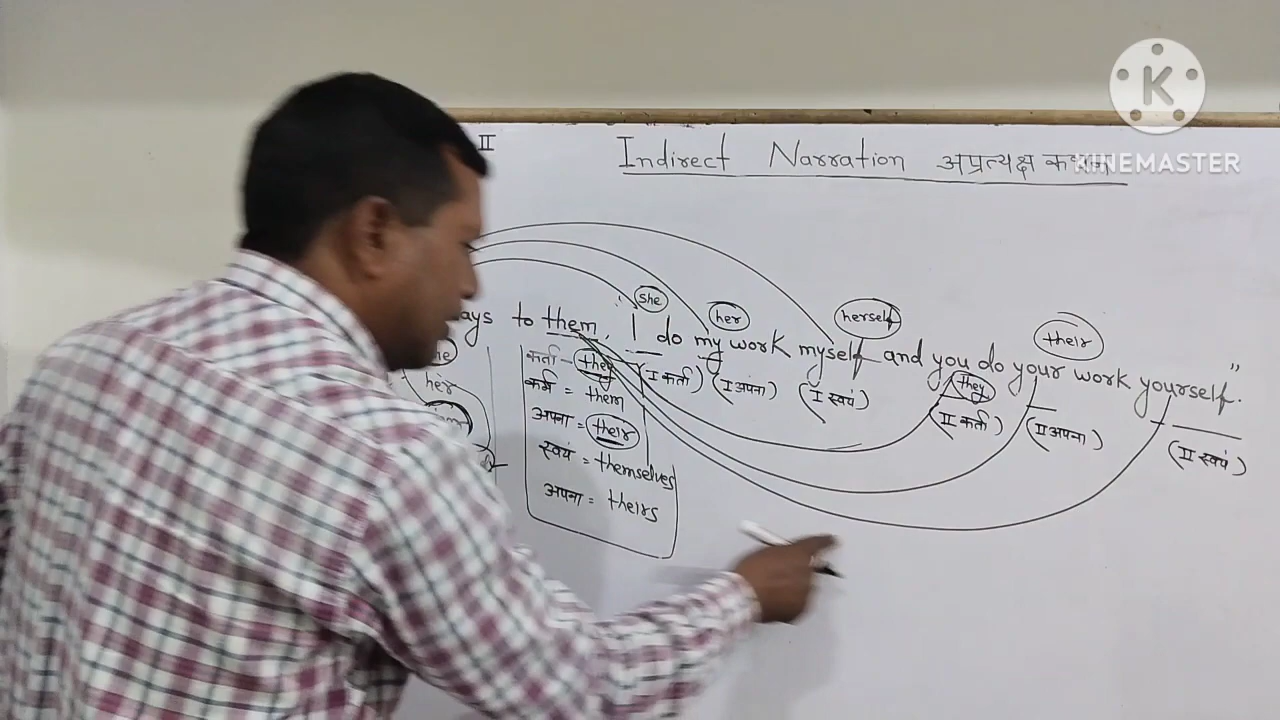 K
KINEMASTER
II
Indirect Narration अप्रत्यक्ष कथन
she her herself their
ays to them, "I do my work myself and you do your work yourself."
they
(I कर्ता) (I अपना) (I स्वयं) (II कर्ता) (II अपना) (II स्वयं)
her
कर्ता - they
कर्म = them
अपना = their
स्वयं = themselves
अपना = theirs